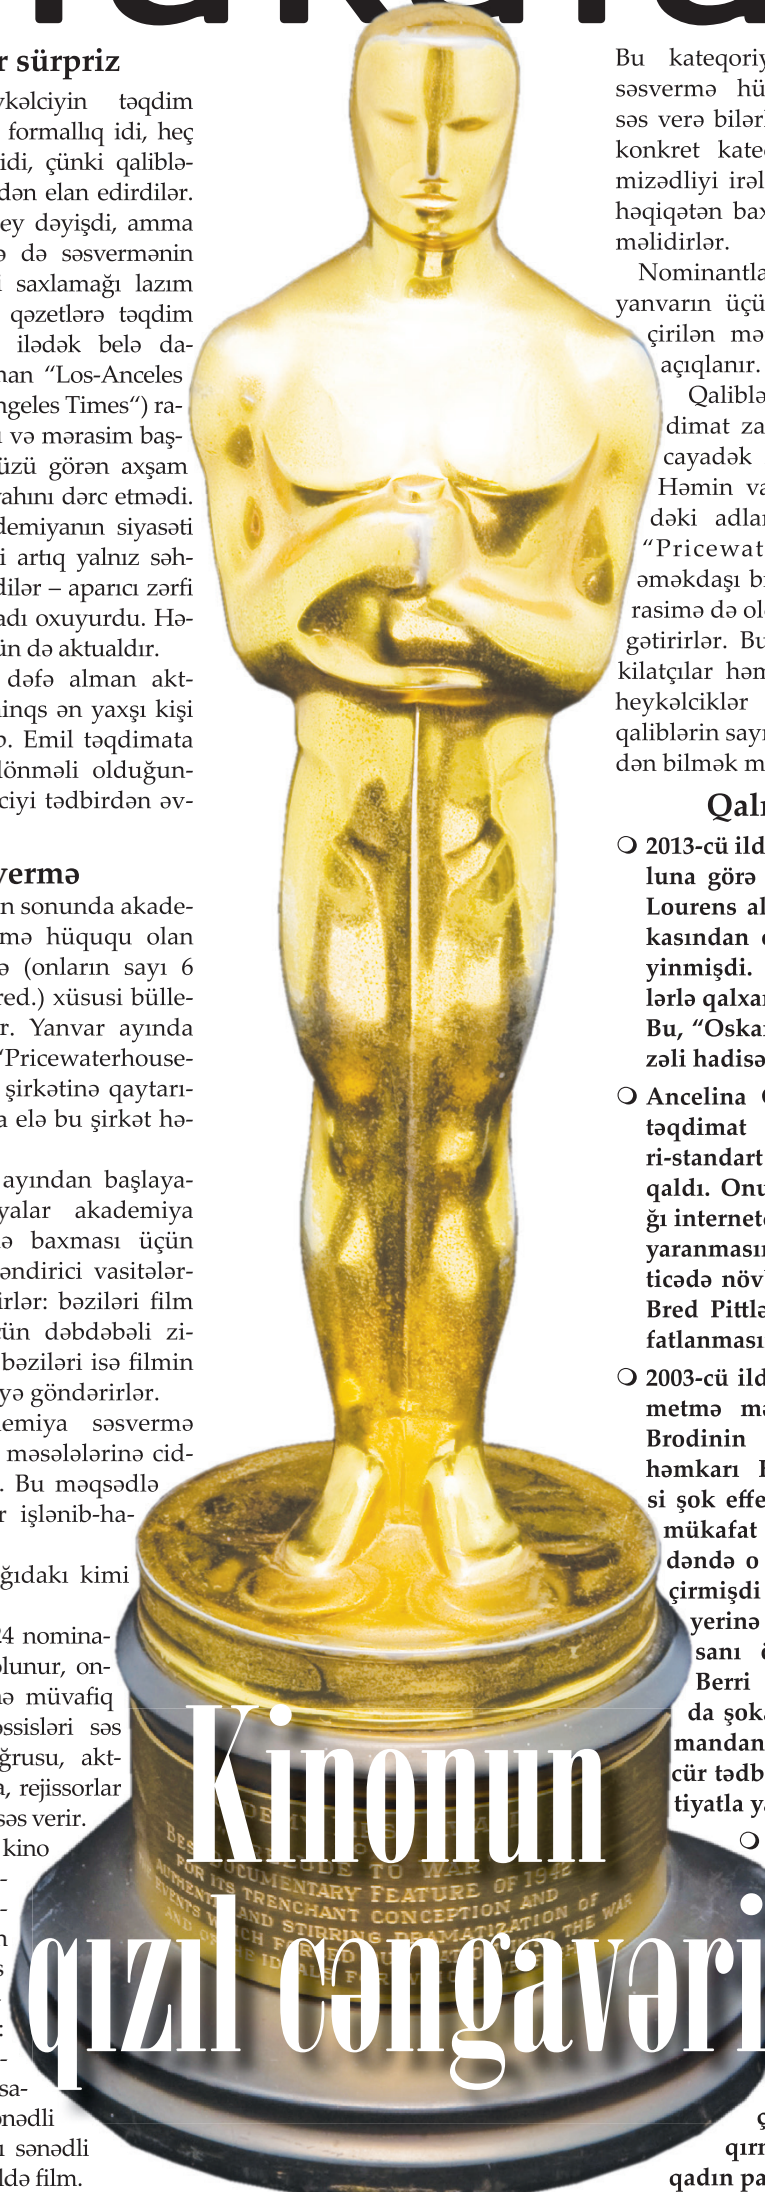 r sürpriz
ykəlciyin təqdim
formallıq idi, heç
idi, çünki qaliblə-
dən elan edirdilər.
ey dəyişdi, amma
ə də səsvermənin
i saxlamağı lazım
qəzetlərə təqdim
ilədək belə da-
nan “Los-Anceles
ngeles Times“) ra-
ı və mərasim baş-
üzü görən axşam
yahını dərc etmədi.
demiyanın siyasəti
i artıq yalnız səh-
dilər – aparıcı zərfi
adı oxuyurdu. Hə-
ün də aktualdır.
dəfə alman akt-
ninqs ən yaxşı kişi
b. Emil təqdimata
lönməli olduğun-
ciyi tədbirdən əv-
vermə
n sonunda akade-
mə hüququ olan
ə (onların sayı 6
red.) xüsusi bülle-
r. Yanvar ayında
“Pricewaterhouse-
şirkətinə qaytarı-
a elə bu şirkət hə-
ayından başlaya-
yalar akademiya
ə baxması üçün
əndirici vasitələr-
irlər: bəziləri film
çün dəbdəbəli zi-
bəziləri isə filmin
yə göndərirlər.
emiya səsvermə
məsələlərinə cid-
. Bu məqsədlə
r işlənib-ha-
ğıdakı kimi
24 nomina-
olunur, on-
ə müvafiq
əssisləri səs
ğrusu, akt-
a, rejissorlar
səs verir.
kino
sa-
ənədli
ı sənədli
ldə film.
Bu kateqoriy
səsvermə hü
səs verə bilərl
konkret kateq
mizədliyi irəl
həqiqətən bax
məlidirlər.
Nominantla
yanvarın üçü
çirilən mə
açıqlanır.
Qaliblə
dimat za
cayadək
Həmin va
dəki adlar
“Pricewat
əməkdaşı bi
rasimə də ol
gətirirlər. Bu
kilatçılar həm
heykəlciklər
qaliblərin sayı
dən bilmək m
Qalı
2013-cü ild
luna görə
Lourens al
kasından
yinmişdi.
lərlə qalxar
Bu, “Oska
zəli hadisə
Ancelina
təqdimat
ri-standart
qaldı. Onu
ğı internet
yaranmasın
ticədə növ
Bred Pittlə
fatlanması
2003-cü ild
metmə mə
Brodinin
həmkarı
si şok effe
mükafat
dəndə o
çirmişdi
yerinə
sanı
Berri
da şoka
mandan
cür tədb
tiyatla y
BEST DOCUMENTARY FEATURE OF 1942
FOR ITS TRENCHANT CONCEPTION AND
AND STIRRING DRAMATIZATION OF
Kinonun
qızıl cəngavəri
qırm
qadın pa